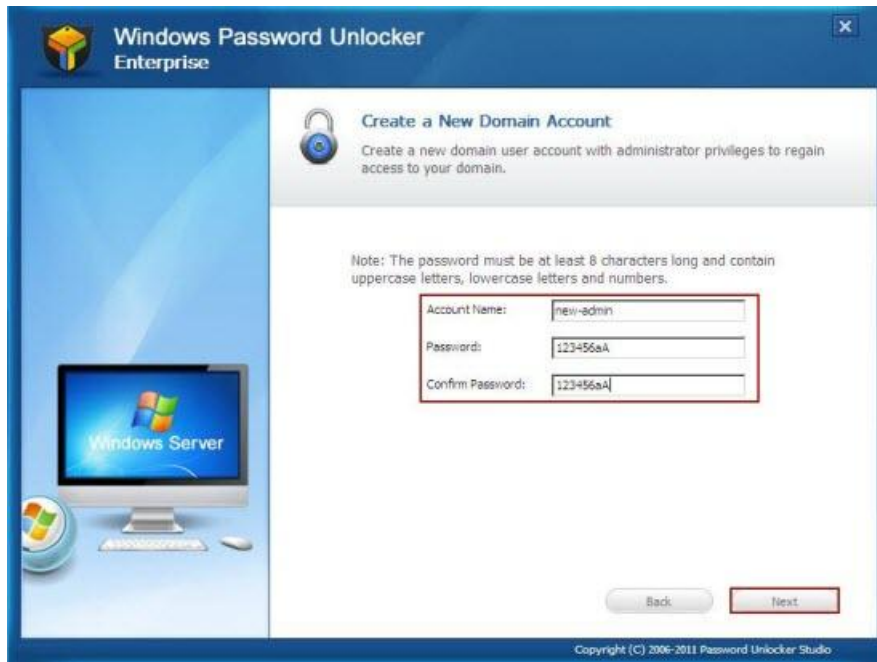 Windows Password Unlocker
Enterprise
Create a New Domain Account
Create a new domain user account with administrator privileges to regain
access to your domain.
Note: The password must be at least 8 characters long and contain
uppercase letters, lowercase letters and numbers.
Account Name: new-admin
Password: 123456aA
Confirm Password: 123456aA
Windows Server
Back Next
Copyright (C) 2006-2011 Password Unlocker Studio